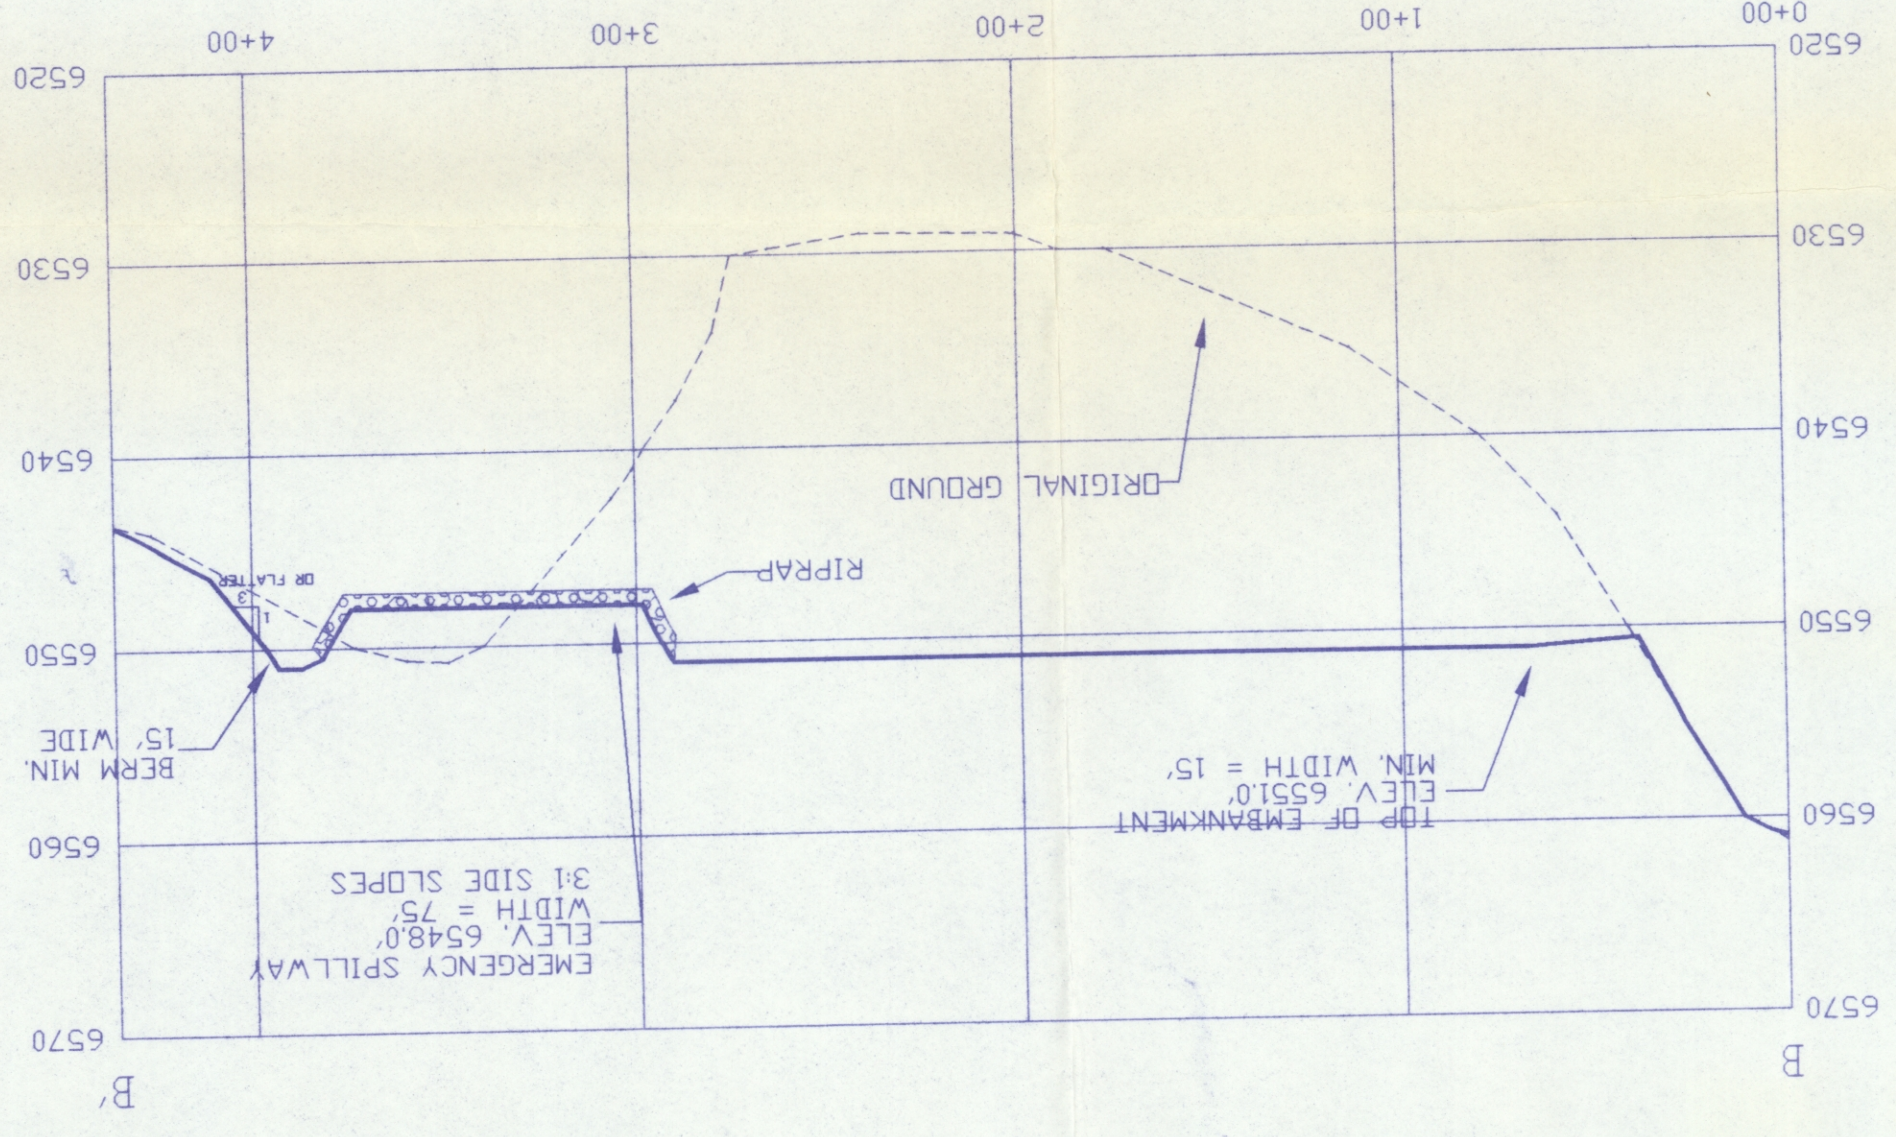 B
B'
6570
6570
EMERGENCY SPILLWAY
ELEV. 6548.0'
WIDTH = 75'
3:1 SIDE SLOPES
6560
6560
TOP OF EMBANKMENT
ELEV. 6551.0'
MIN. WIDTH = 15'
BERM MIN.
15' WIDE
6550
6550
1
3
OR FLATTER
RIPRAP
ORIGINAL GROUND
6540
6540
6530
6530
6520
6520
0+00
1+00
2+00
3+00
4+00